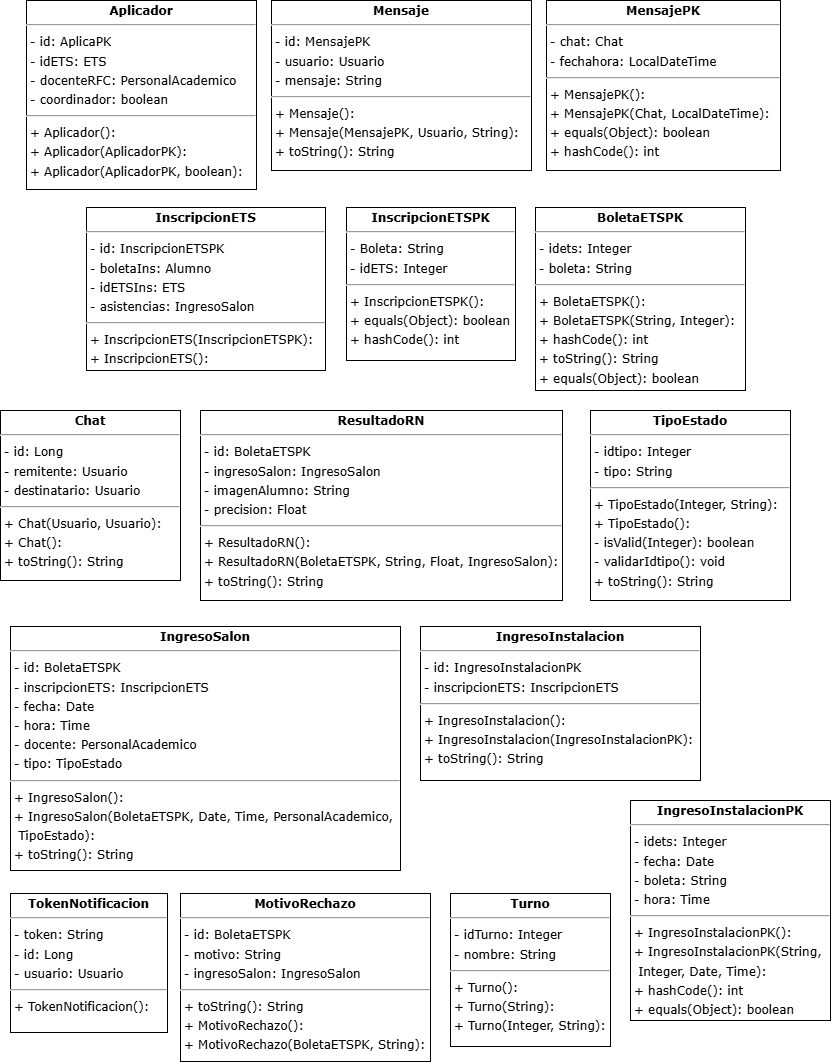 Aplicador
- id: AplicaPK
- idETS: ETS
- docenteRFC: PersonalAcademico
- coordinador: boolean
+ Aplicador():
+ Aplicador(AplicadorPK):
+ Aplicador(AplicadorPK, boolean):
Mensaje
- id: MensajePK
- usuario: Usuario
- mensaje: String
+ Mensaje():
+ Mensaje(MensajePK, Usuario, String):
+ toString(): String
MensajePK
- chat: Chat
- fechahora: LocalDateTime
+ MensajePK():
+ MensajePK(Chat, LocalDateTime):
+ equals(Object): boolean
+ hashCode(): int
InscripcionETS
- id: InscripcionETSPK
- boletaIns: Alumno
- idETSIns: ETS
- asistencias: IngresoSalon
+ InscripcionETS(InscripcionETSPK):
+ InscripcionETS():
InscripcionETSPK
- Boleta: String
- idETS: Integer
+ InscripcionETSPK():
+ equals(Object): boolean
+ hashCode(): int
BoletaETSPK
- idets: Integer
- boleta: String
+ BoletaETSPK():
+ BoletaETSPK(String, Integer):
+ hashCode(): int
+ toString(): String
+ equals(Object): boolean
Chat
- id: Long
- remitente: Usuario
- destinatario: Usuario
+ Chat(Usuario, Usuario):
+ Chat():
+ toString(): String
ResultadoRN
- id: BoletaETSPK
- ingresoSalon: IngresoSalon
- imagenAlumno: String
- precision: Float
+ ResultadoRN():
+ ResultadoRN(BoletaETSPK, String, Float, IngresoSalon):
+ toString(): String
TipoEstado
- idtipo: Integer
- tipo: String
+ TipoEstado(Integer, String):
+ TipoEstado():
- isValid(Integer): boolean
- validarIdtipo(): void
+ toString(): String
IngresoSalon
- id: BoletaETSPK
- inscripcionETS: InscripcionETS
- fecha: Date
- hora: Time
- docente: PersonalAcademico
- tipo: TipoEstado
+ IngresoSalon():
+ IngresoSalon(BoletaETSPK, Date, Time, PersonalAcademico,
TipoEstado):
+ toString(): String
IngresoInstalacion
- id: IngresoInstalacionPK
- inscripcionETS: InscripcionETS
+ IngresoInstalacion():
+ IngresoInstalacion(IngresoInstalacionPK):
+ toString(): String
IngresoInstalacionPK
- idets: Integer
- fecha: Date
- boleta: String
- hora: Time
+ IngresoInstalacionPK():
+ IngresoInstalacionPK(String,
Integer, Date, Time):
+ hashCode(): int
+ equals(Object): boolean
TokenNotificacion
- token: String
- id: Long
- usuario: Usuario
+ TokenNotificacion():
MotivoRechazo
- id: BoletaETSPK
- motivo: String
- ingresoSalon: IngresoSalon
+ toString(): String
+ MotivoRechazo():
+ MotivoRechazo(BoletaETSPK, String):
Turno
- idTurno: Integer
- nombre: String
+ Turno():
+ Turno(String):
+ Turno(Integer, String):